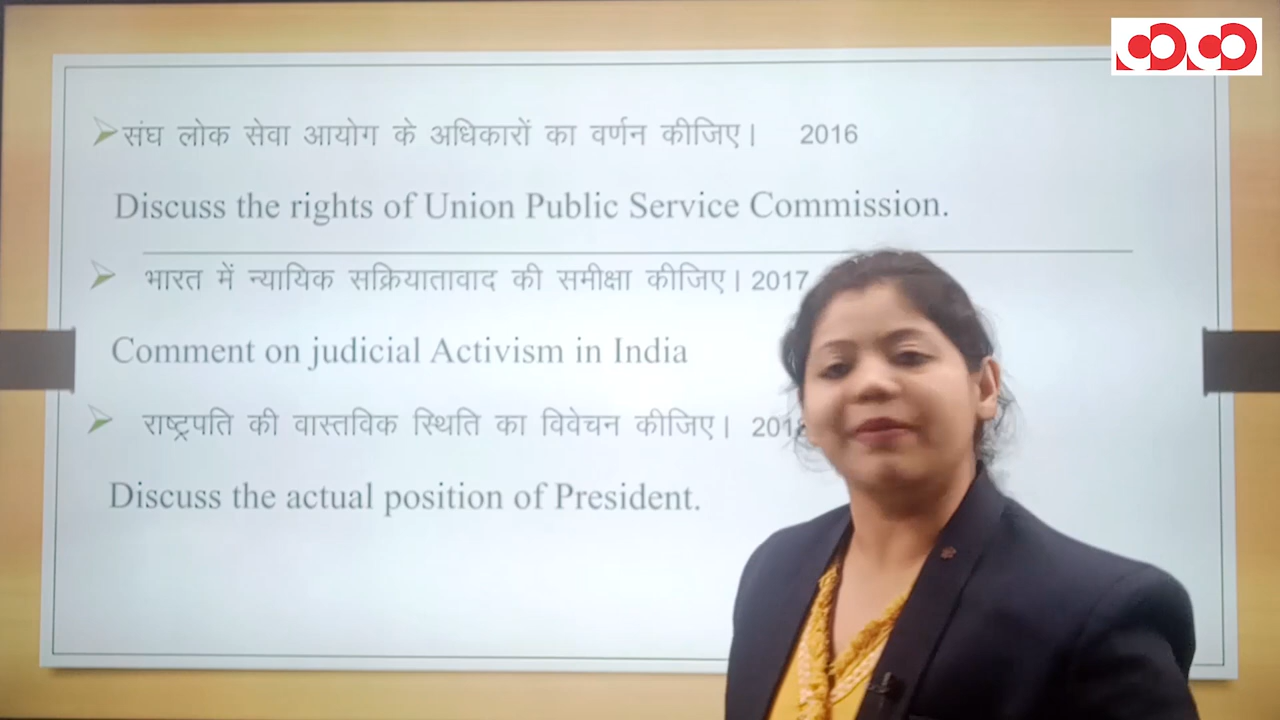 संघ लोक सेवा आयोग के अधिकारों का वर्णन कीजिए। 2016
Discuss the rights of Union Public Service Commission.
भारत में न्यायिक सक्रियातावाद की समीक्षा कीजिए। 2017
Comment on judicial Activism in India
राष्ट्रपति की वास्तविक स्थिति का विवेचन कीजिए।
Discuss the actual position of President.